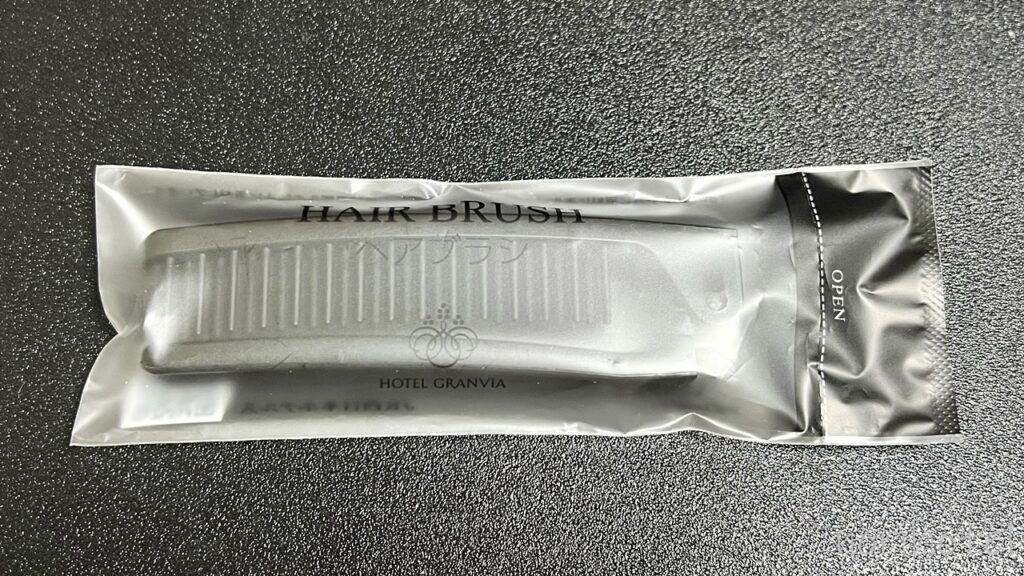 HAIR BRUSH
ヘアブラシ
HOTEL GRANVIA
OPEN